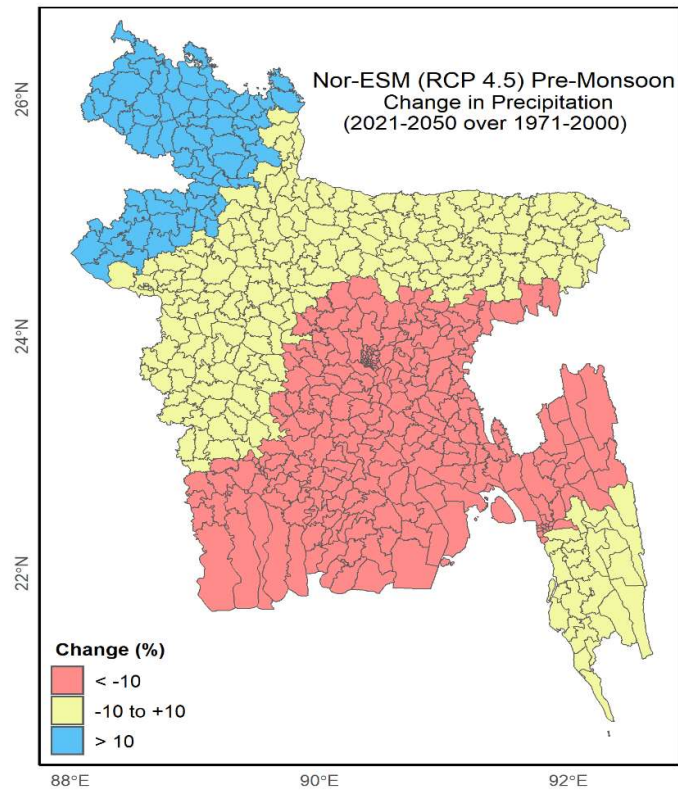 Nor-ESM (RCP 4.5) Pre-Monsoon
Change in Precipitation
(2021-2050 over 1971-2000)
26°N
24°N
22°N
Change (%)
< -10
-10 to +10
> 10
88°E
90°E
92°E